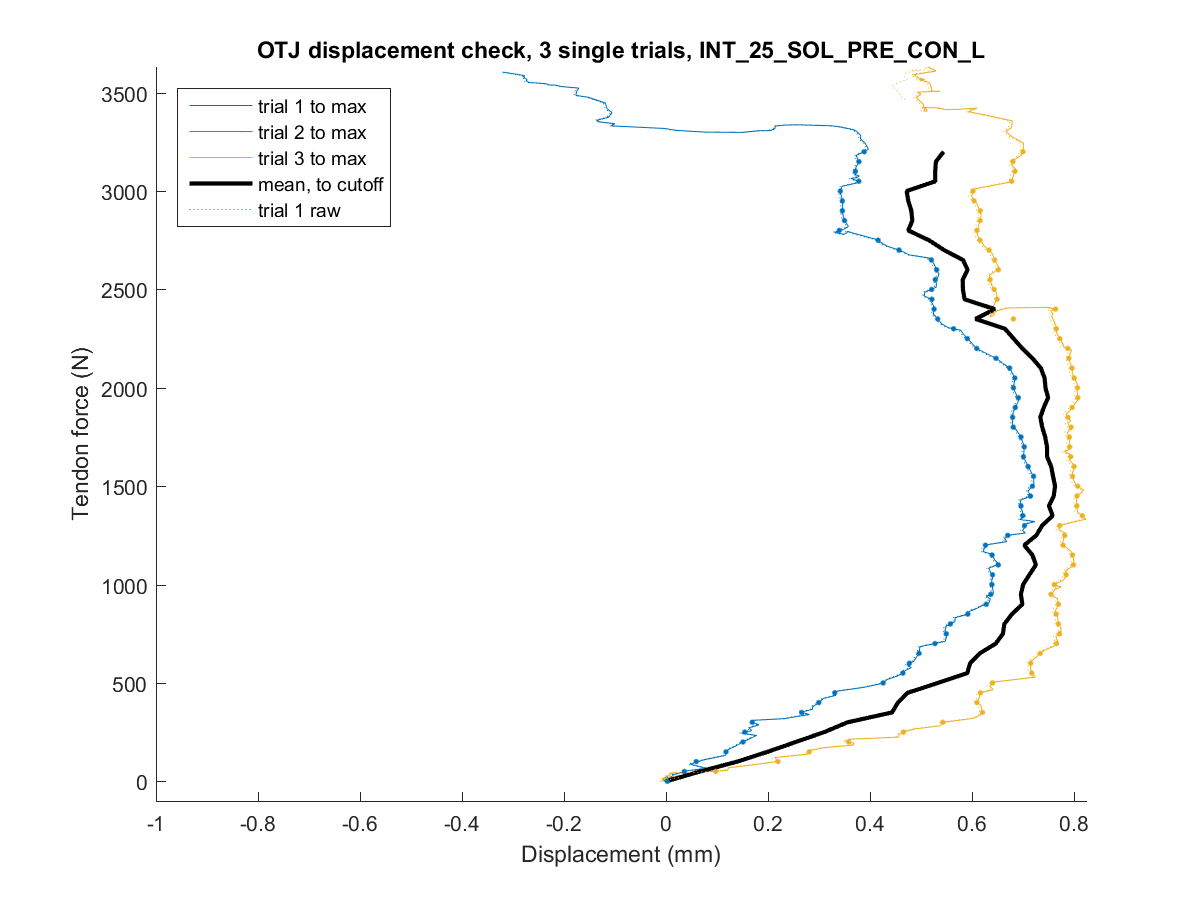 OTJ displacement check, 3 single trials, INT_25_SOL_PRE_CON_L
trial 1 to max
trial 2 to max
trial 3 to max
mean, to cutoff
trial 1 raw
Tendon force (N)
3500
3000
2500
2000
1500
1000
500
0
-1 -0.8 -0.6 -0.4 -0.2 0 0.2 0.4 0.6 0.8
Displacement (mm)